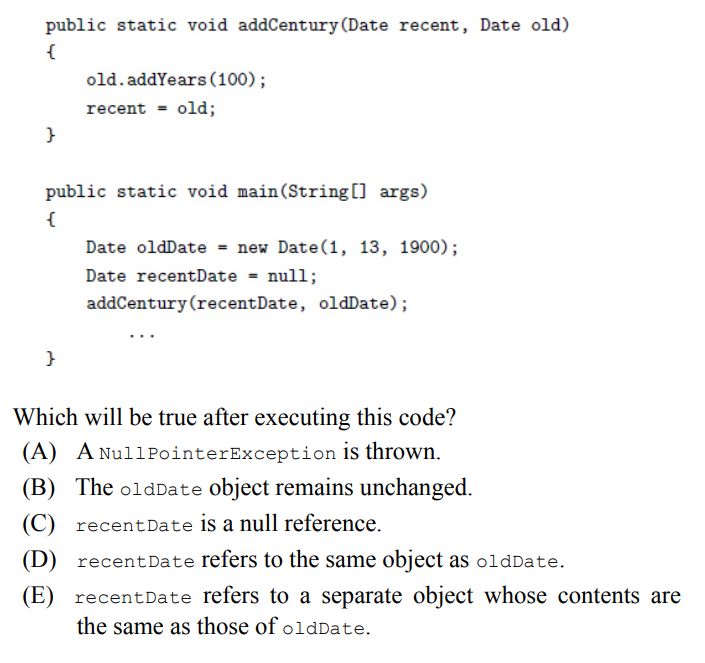 public static void addCentury(Date recent, Date old)
{
old.addYears(100);
recent = old;
}
public static void main(String[] args)
{
Date oldDate = new Date(1, 13, 1900);
Date recentDate = null;
addCentury(recentDate, oldDate);
...
}
Which will be true after executing this code?
(A) A NullPointerException is thrown.
(B) The oldDate object remains unchanged.
(C) recentDate is a null reference.
(D) recentDate refers to the same object as oldDate.
(E) recentDate refers to a separate object whose contents are
the same as those of oldDate.